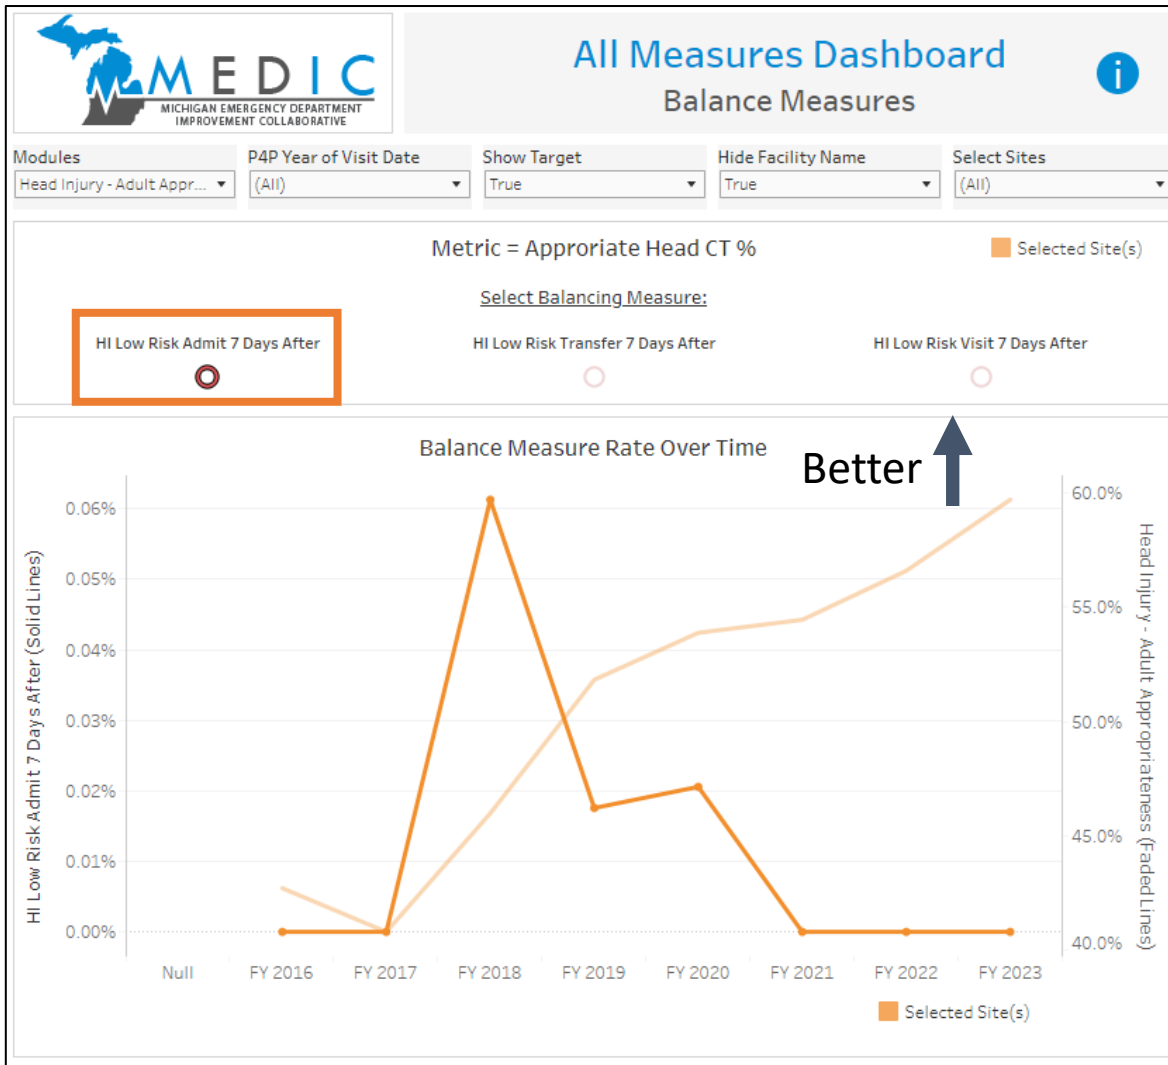 MEDIC
MICHIGAN EMERGENCY DEPARTMENT
IMPROVEMENT COLLABORATIVE
All Measures Dashboard
Balance Measures
i
Modules
Head Injury - Adult Appr...
P4P Year of Visit Date
(All)
Show Target
True
Hide Facility Name
True
Select Sites
(All)
Metric = Approriate Head CT %
Selected Site(s)
Select Balancing Measure:
HI Low Risk Admit 7 Days After
HI Low Risk Transfer 7 Days After
HI Low Risk Visit 7 Days After
Balance Measure Rate Over Time
Better
HI Low Risk Admit 7 Days After (Solid Lines)
0.06%
0.05%
0.04%
0.03%
0.02%
0.01%
0.00%
60.0%
55.0%
50.0%
45.0%
40.0%
Head Injury - Adult Appropriateness (Faded Lines)
Null
FY 2016
FY 2017
FY 2018
FY 2019
FY 2020
FY 2021
FY 2022
FY 2023
Selected Site(s)